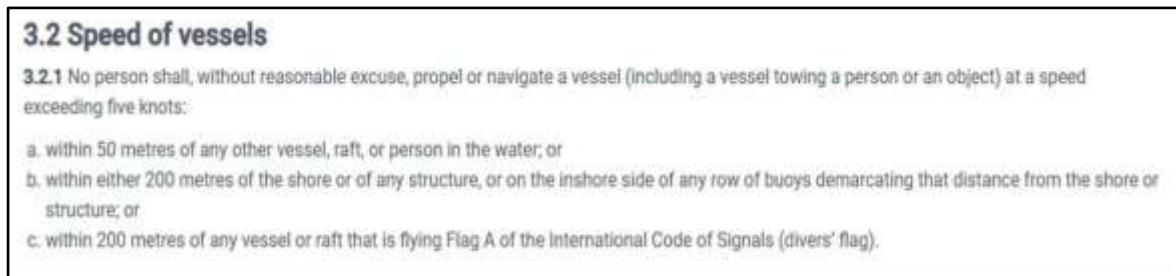 3.2 Speed of vessels
3.2.1 No person shall, without reasonable excuse, propel or navigate a vessel (including a vessel towing a person or an object) at a speed
exceeding five knots:
a. within 50 metres of any other vessel, raft, or person in the water; or
b. within either 200 metres of the shore or of any structure, or on the inshore side of any row of buoys demarcating that distance from the shore or
structure; or
c. within 200 metres of any vessel or raft that is flying Flag A of the International Code of Signals (divers' flag).